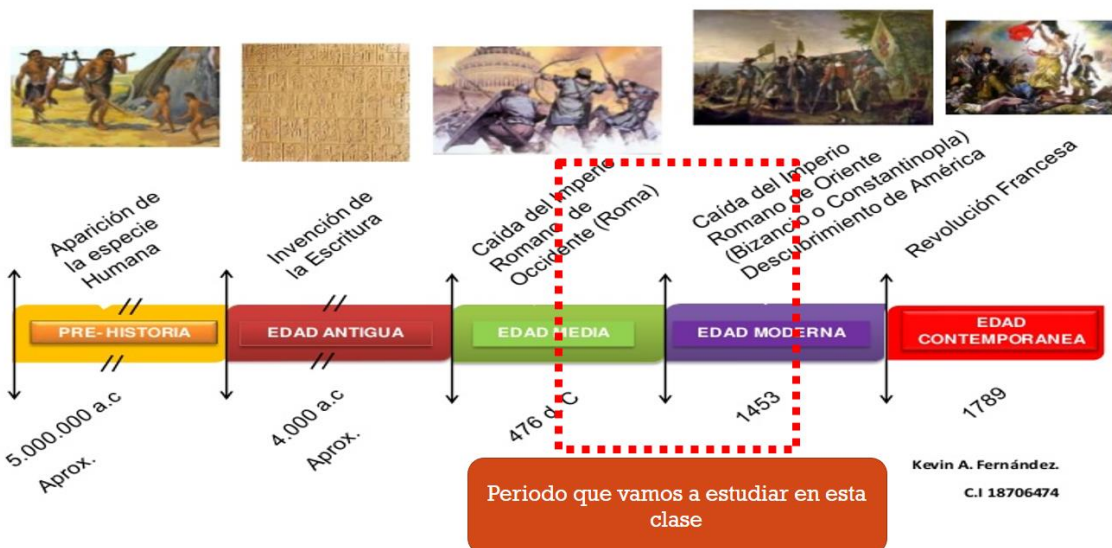 Aparición de
la especie
Humana
Invención de
la Escritura
Caída del Imperio
Romano de
Occidente (Roma)
Caída del Imperio
Romano de Oriente
(Bizancio o Constantinopla)
Descubrimiento de América
Revolución Francesa
PRE-HISTORIA
EDAD ANTIGUA
EDAD MEDIA
EDAD MODERNA
EDAD
CONTEMPORANEA
5.000.000 a.c
Aprox.
4.000 a.c
Aprox.
476 d. C
1453
1789
Kevin A. Fernández.
C.I 18706474
Periodo que vamos a estudiar en esta
clase